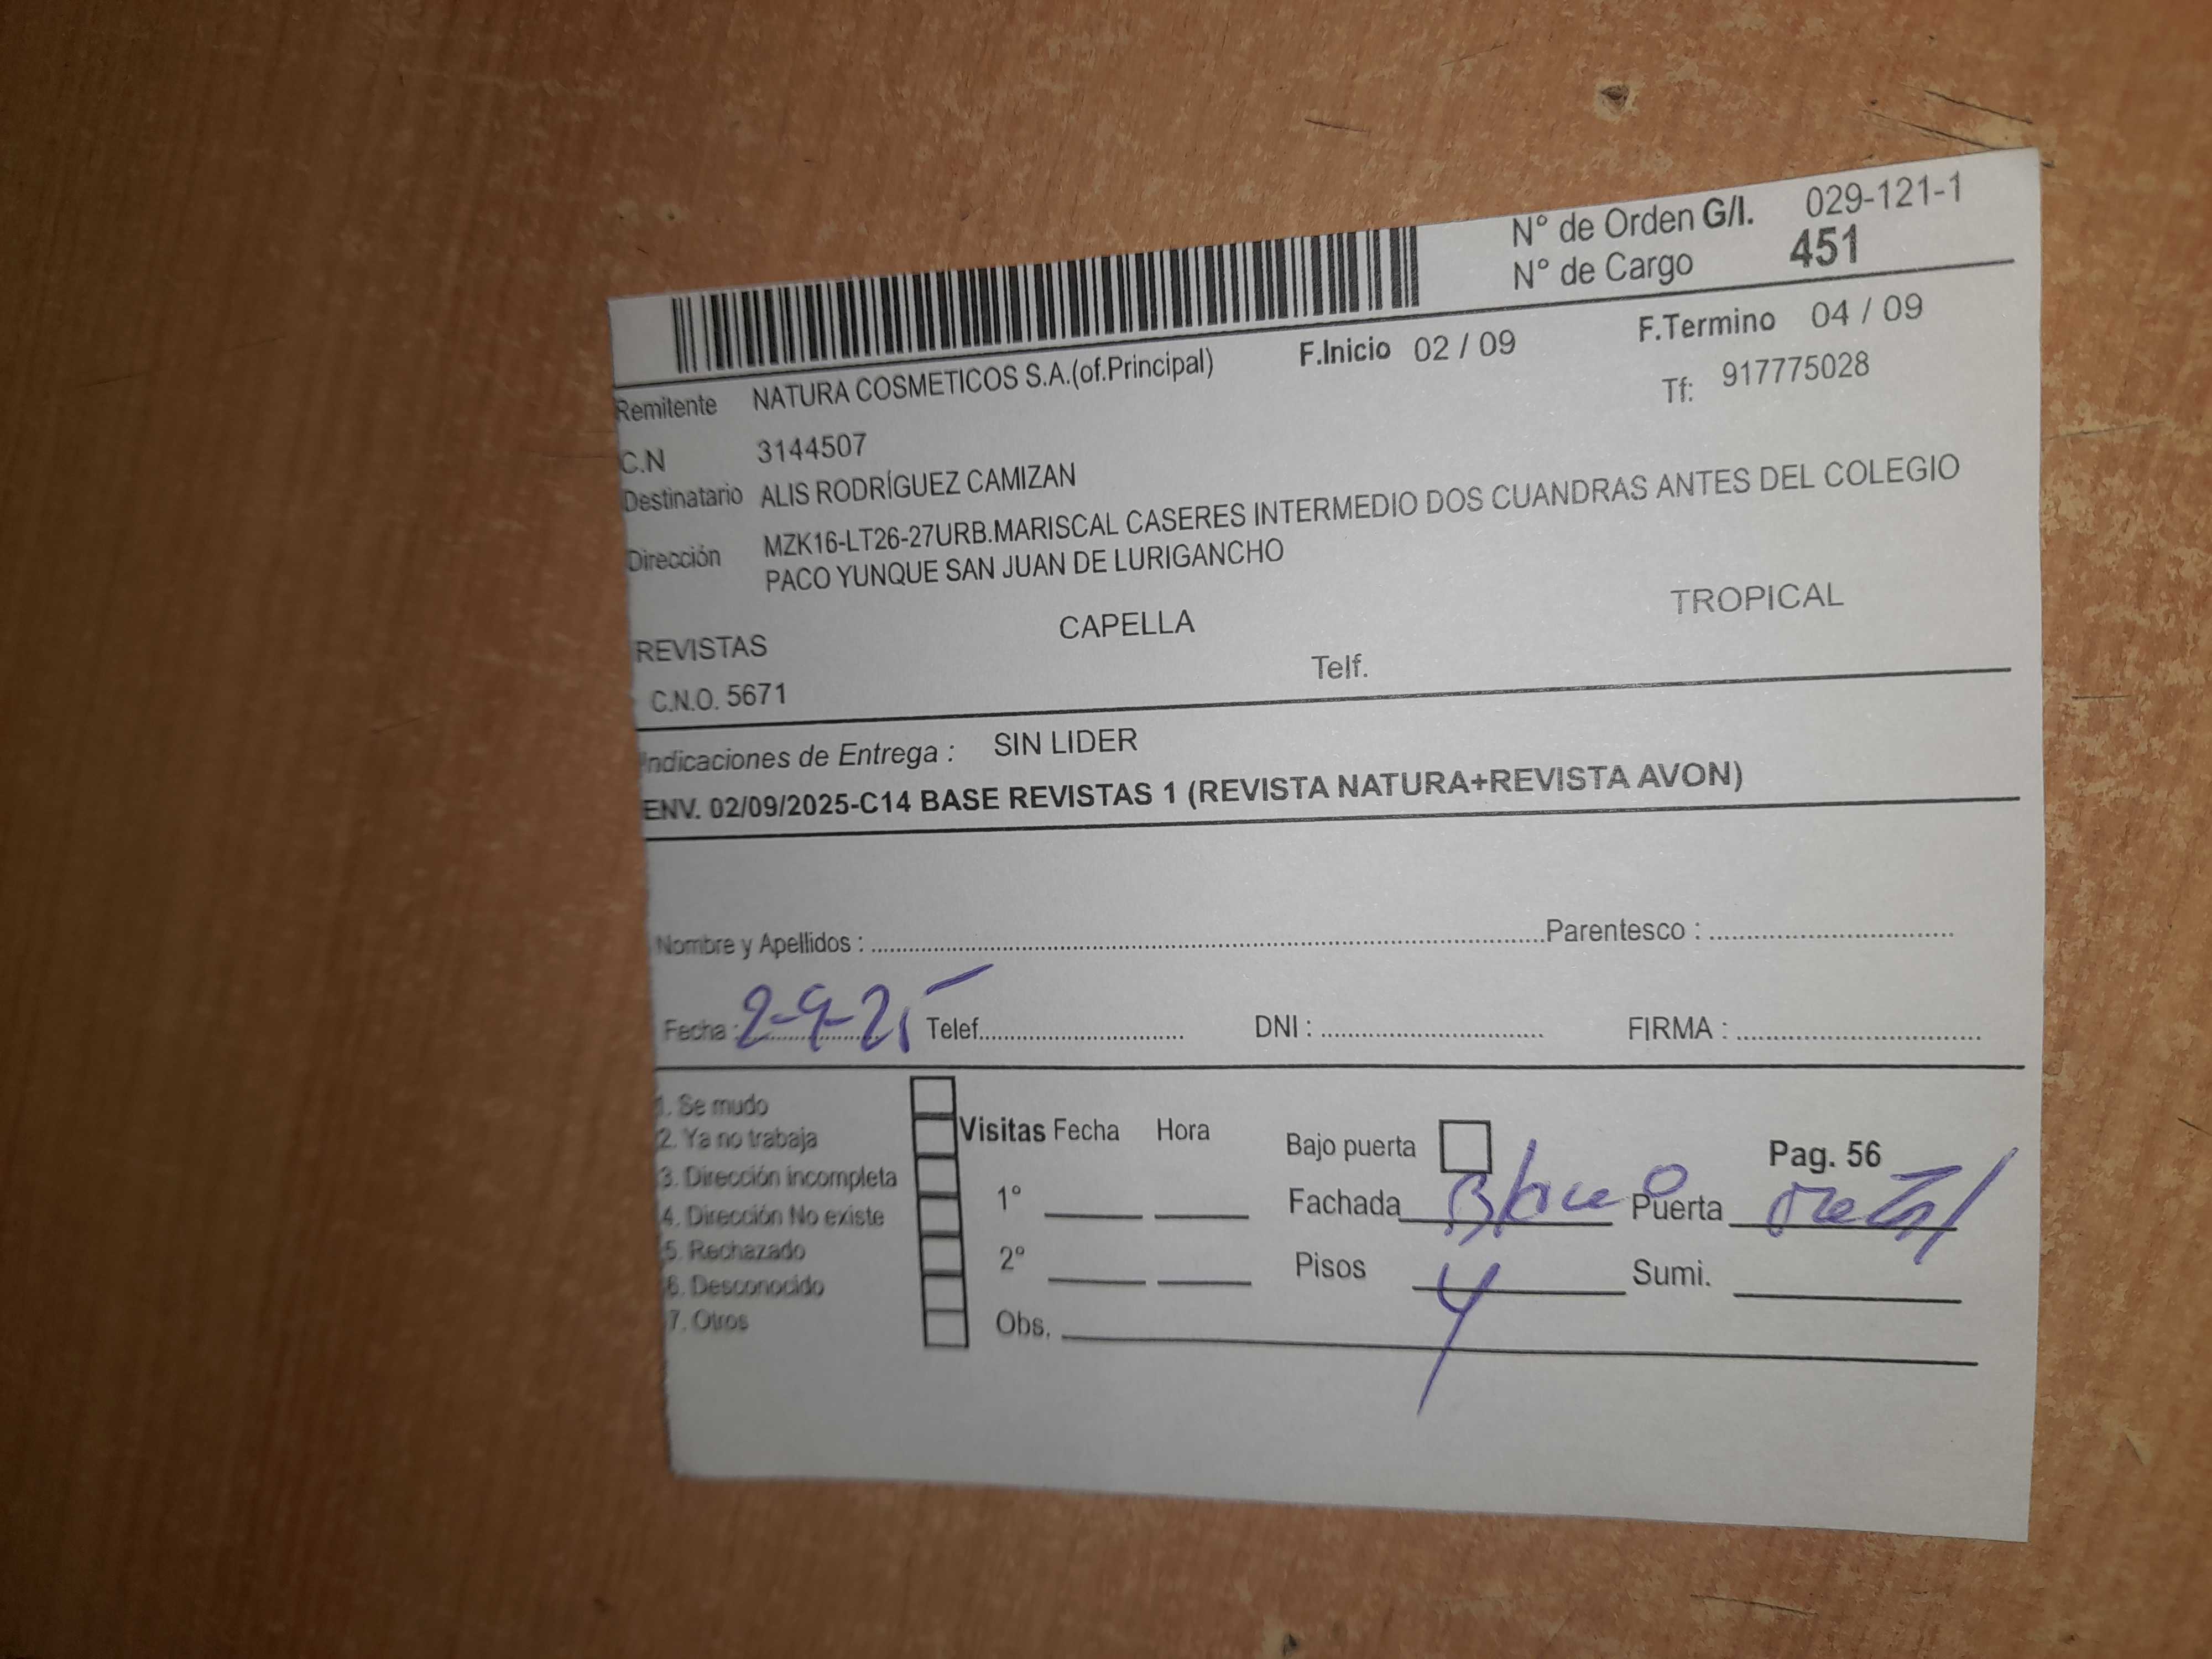 N° de Orden G/I. 029-121-1
N° de Cargo 451
F.Inicio 02 / 09 F.Termino 04 / 09
Remitente NATURA COSMETICOS S.A.(of.Principal) Tf: 917775028
C.N 3144507
Destinatario ALIS RODRÍGUEZ CAMIZAN
Dirección MZK16-LT26-27URB.MARISCAL CASERES INTERMEDIO DOS CUANDRAS ANTES DEL COLEGIO
PACO YUNQUE SAN JUAN DE LURIGANCHO
REVISTAS CAPELLA TROPICAL
C.N.O. 5671 Telf.
Indicaciones de Entrega : SIN LIDER
ENV. 02/09/2025-C14 BASE REVISTAS 1 (REVISTA NATURA+REVISTA AVON)
Nombre y Apellidos : Parentesco :
Fecha : 2-9-25 Telef. DNI : FIRMA :
1. Se mudo
2. Ya no trabaja Visitas Fecha Hora Bajo puerta Pag. 56
3. Dirección incompleta
4. Dirección No existe 1° Fachada Blanco Puerta metal
5. Rechazado
6. Desconocido 2° Pisos 4 Sumi.
7. Otros Obs.